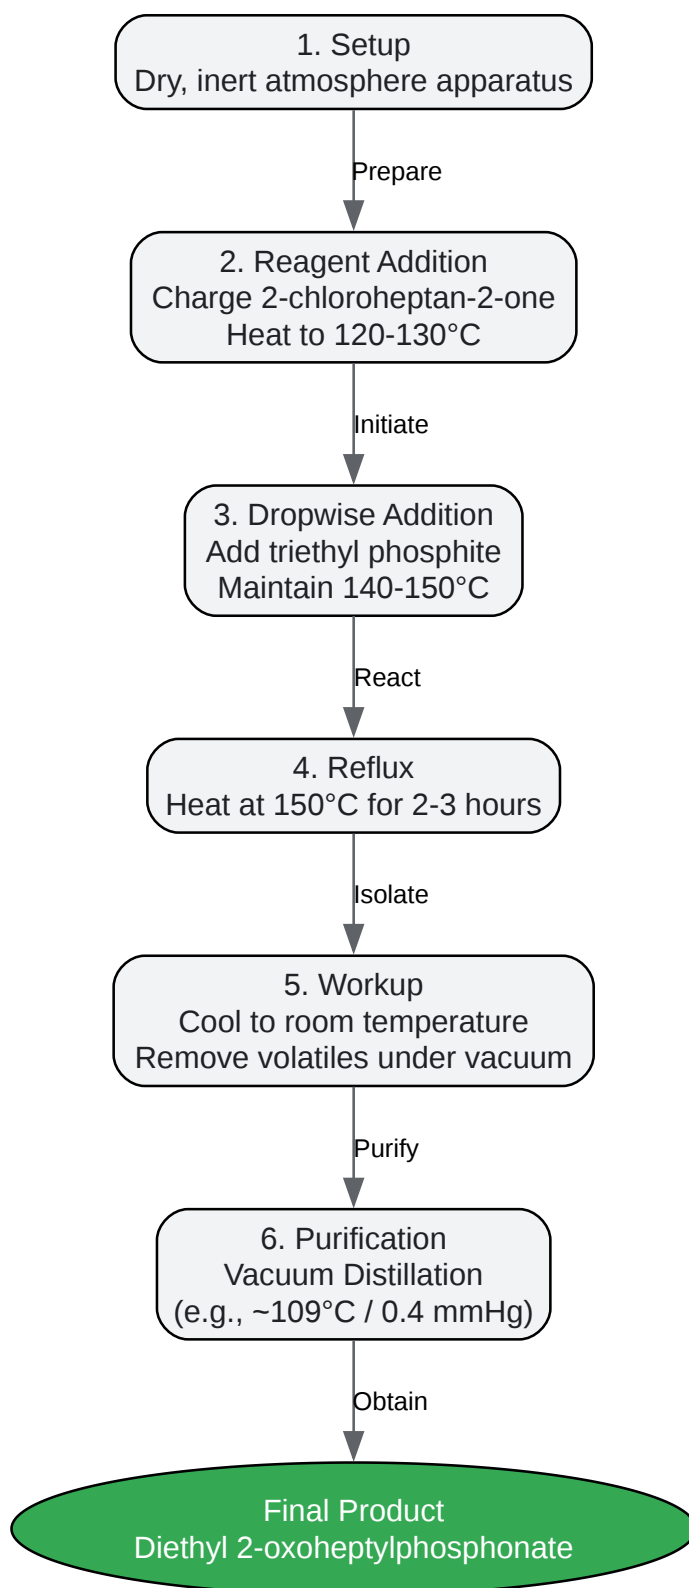 1. Setup
Dry, inert atmosphere apparatus
Prepare
2. Reagent Addition
Charge 2-chloroheptan-2-one
Heat to 120-130°C
Initiate
3. Dropwise Addition
Add triethyl phosphite
Maintain 140-150°C
React
4. Reflux
Heat at 150°C for 2-3 hours
Isolate
5. Workup
Cool to room temperature
Remove volatiles under vacuum
Purify
6. Purification
Vacuum Distillation
(e.g., ~109°C / 0.4 mmHg)
Obtain
Final Product
Diethyl 2-oxoheptylphosphonate